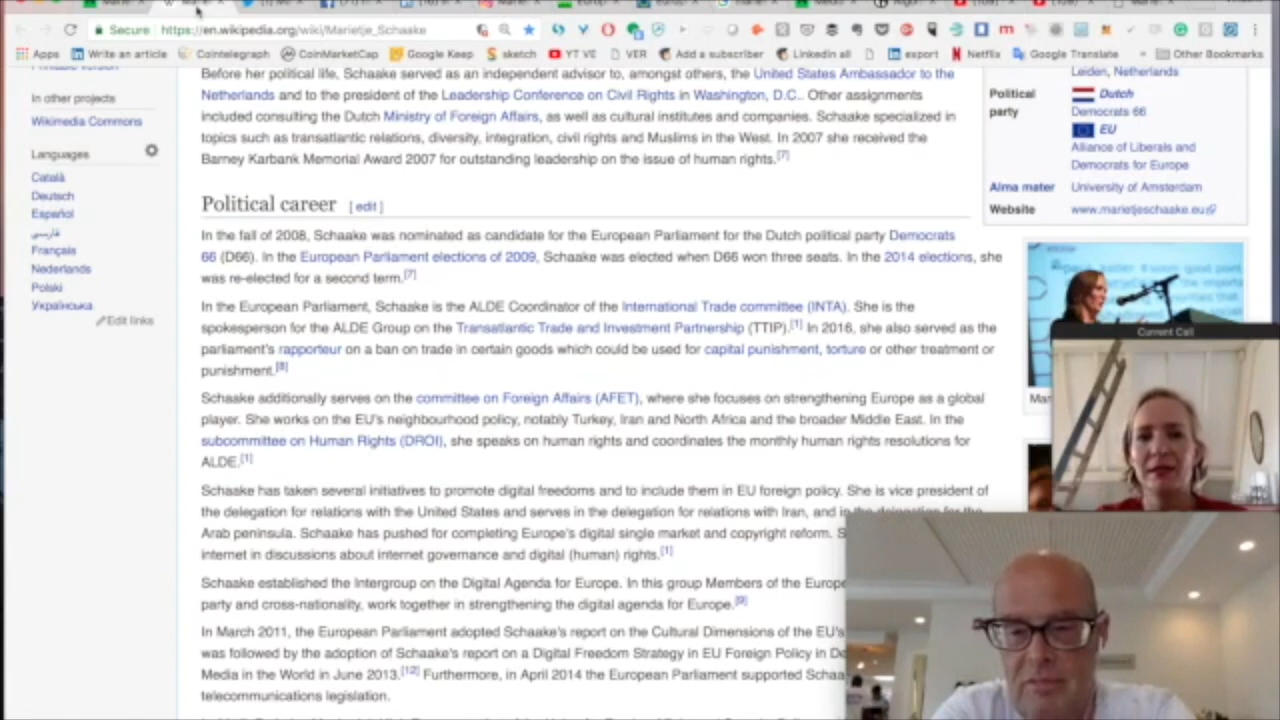 Secure https://en.wikipedia.org/wiki/Marietje_Schaake
Apps Write an article Cointelegraph CoinMarketCap Google Keep sketch YT VE VER Add a subscriber Linkedin all export Netflix Google Translate Other Bookmarks
Printable version
In other projects
Wikimedia Commons
Languages
Català
Deutsch
Español
فارسی
Français
Nederlands
Polski
Українська
Edit links
Before her political life, Schaake served as an independent advisor to, amongst others, the United States Ambassador to the
Netherlands and to the president of the Leadership Conference on Civil Rights in Washington, D.C.. Other assignments
included consulting the Dutch Ministry of Foreign Affairs, as well as cultural institutes and companies. Schaake specialized in
topics such as transatlantic relations, diversity, integration, civil rights and Muslims in the West. In 2007 she received the
Barney Karbank Memorial Award 2007 for outstanding leadership on the issue of human rights.[7]
Political career [ edit ]
In the fall of 2008, Schaake was nominated as candidate for the European Parliament for the Dutch political party Democrats
66 (D66). In the European Parliament elections of 2009, Schaake was elected when D66 won three seats. In the 2014 elections, she
was re-elected for a second term.[7]
In the European Parliament, Schaake is the ALDE Coordinator of the International Trade committee (INTA). She is the
spokesperson for the ALDE Group on the Transatlantic Trade and Investment Partnership (TTIP).[1] In 2016, she also served as the
parliament's rapporteur on a ban on trade in certain goods which could be used for capital punishment, torture or other treatment or
punishment.[8]
Schaake additionally serves on the committee on Foreign Affairs (AFET), where she focuses on strengthening Europe as a global
player. She works on the EU's neighbourhood policy, notably Turkey, Iran and North Africa and the broader Middle East. In the
subcommittee on Human Rights (DROI), she speaks on human rights and coordinates the monthly human rights resolutions for
ALDE.[1]
Schaake has taken several initiatives to promote digital freedoms and to include them in EU foreign policy. She is vice president of
the delegation for relations with the United States and serves in the delegation for relations with Iran, and in the delegation for the
Arab peninsula. Schaake has pushed for completing Europe's digital single market and copyright reform. S
internet in discussions about internet governance and digital (human) rights.[1]
Schaake established the Intergroup on the Digital Agenda for Europe. In this group Members of the Europe
party and cross-nationality, work together in strengthening the digital agenda for Europe.[9]
In March 2011, the European Parliament adopted Schaake's report on the Cultural Dimensions of the EU's
was followed by the adoption of Schaake's report on a Digital Freedom Strategy in EU Foreign Policy in De
Media in the World in June 2013.[12] Furthermore, in April 2014 the European Parliament supported Schaa
telecommunications legislation.
Leiden, Netherlands
Political party
Dutch
Democrats 66
EU
Alliance of Liberals and
Democrats for Europe
Alma mater University of Amsterdam
Website www.marietjeschaake.eu
Current Call